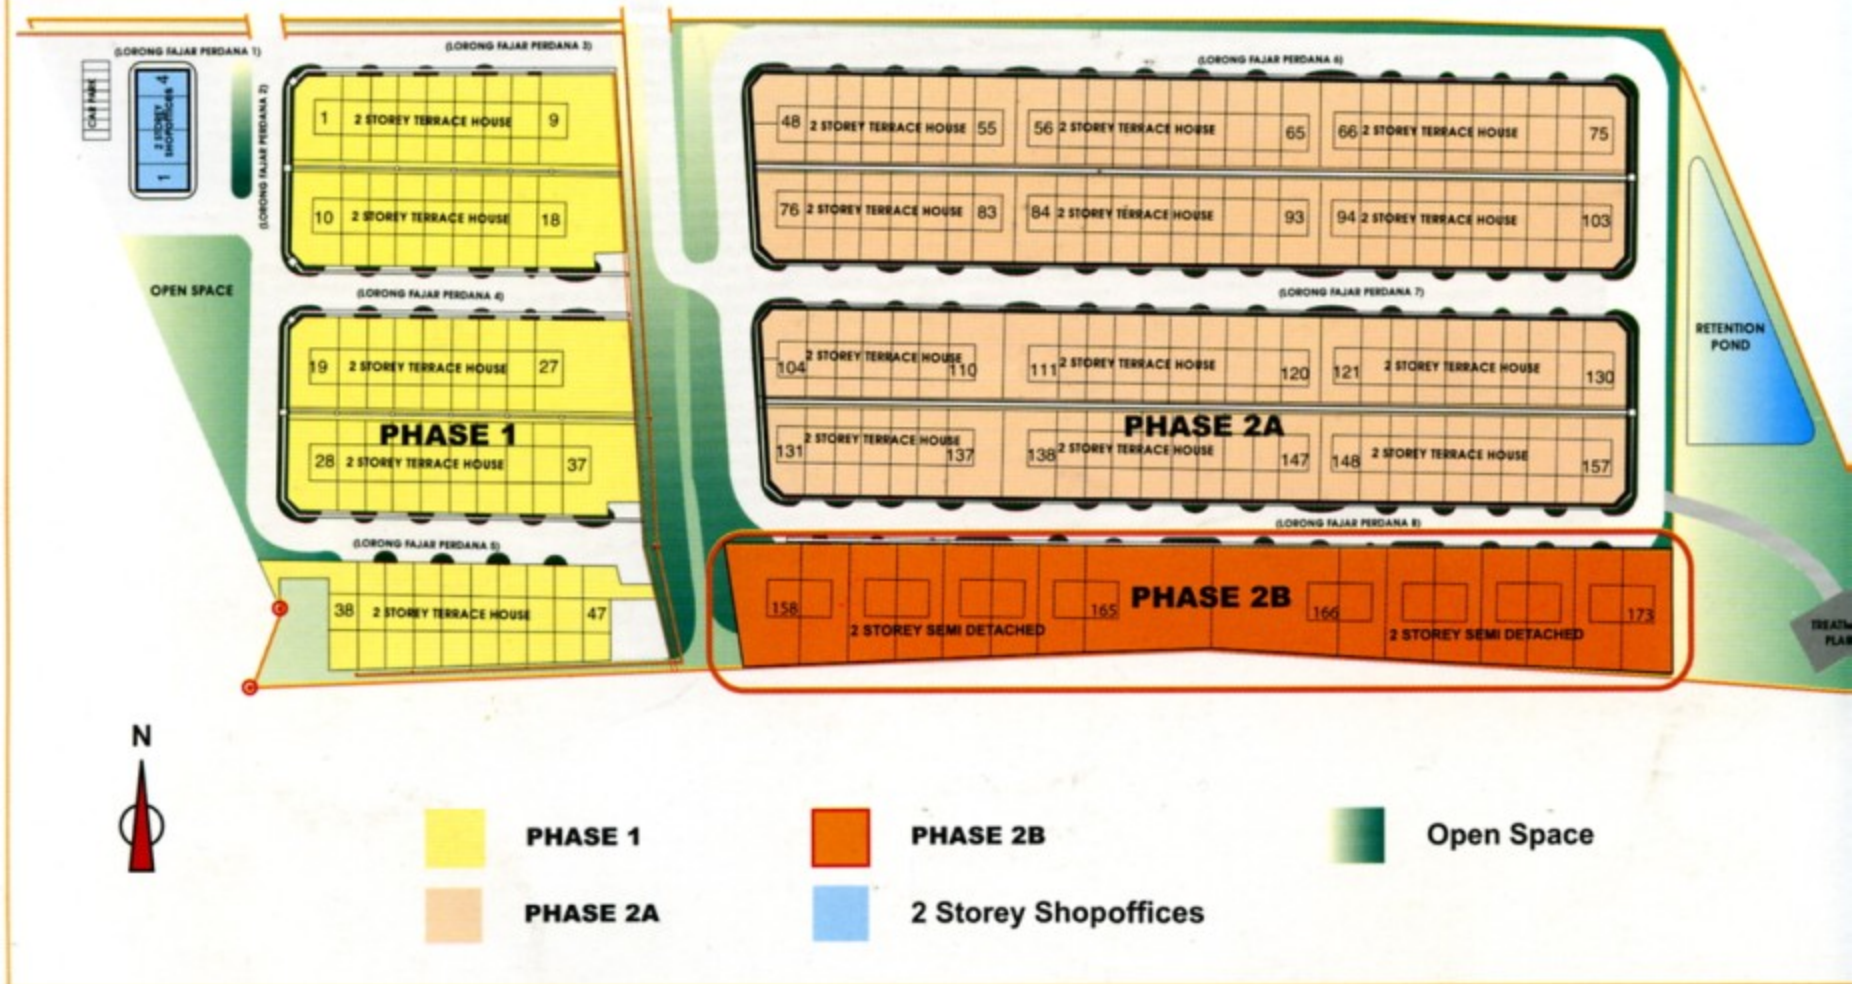 (LORONG FAJAR PERDANA 1)
(LORONG FAJAR PERDANA 3)
(LORONG FAJAR PERDANA 6)
CAR PARK
1 2 STOREY SHOPOFFICES 4
(LORONG FAJAR PERDANA 2)
1 2 STOREY TERRACE HOUSE 9
48 2 STOREY TERRACE HOUSE 55
56 2 STOREY TERRACE HOUSE 65
66 2 STOREY TERRACE HOUSE 75
10 2 STOREY TERRACE HOUSE 18
76 2 STOREY TERRACE HOUSE 83
84 2 STOREY TERRACE HOUSE 93
94 2 STOREY TERRACE HOUSE 103
OPEN SPACE
(LORONG FAJAR PERDANA 4)
(LORONG FAJAR PERDANA 7)
RETENTION
POND
19 2 STOREY TERRACE HOUSE 27
104 2 STOREY TERRACE HOUSE 110
111 2 STOREY TERRACE HOUSE 120
121 2 STOREY TERRACE HOUSE 130
PHASE 1
PHASE 2A
28 2 STOREY TERRACE HOUSE 37
131 2 STOREY TERRACE HOUSE 137
138 2 STOREY TERRACE HOUSE 147
148 2 STOREY TERRACE HOUSE 157
(LORONG FAJAR PERDANA 5)
(LORONG FAJAR PERDANA 8)
38 2 STOREY TERRACE HOUSE 47
158 165 PHASE 2B 166 173
2 STOREY SEMI DETACHED
2 STOREY SEMI DETACHED
TREATM
PLAN
N
PHASE 1
PHASE 2B
Open Space
PHASE 2A
2 Storey Shopoffices